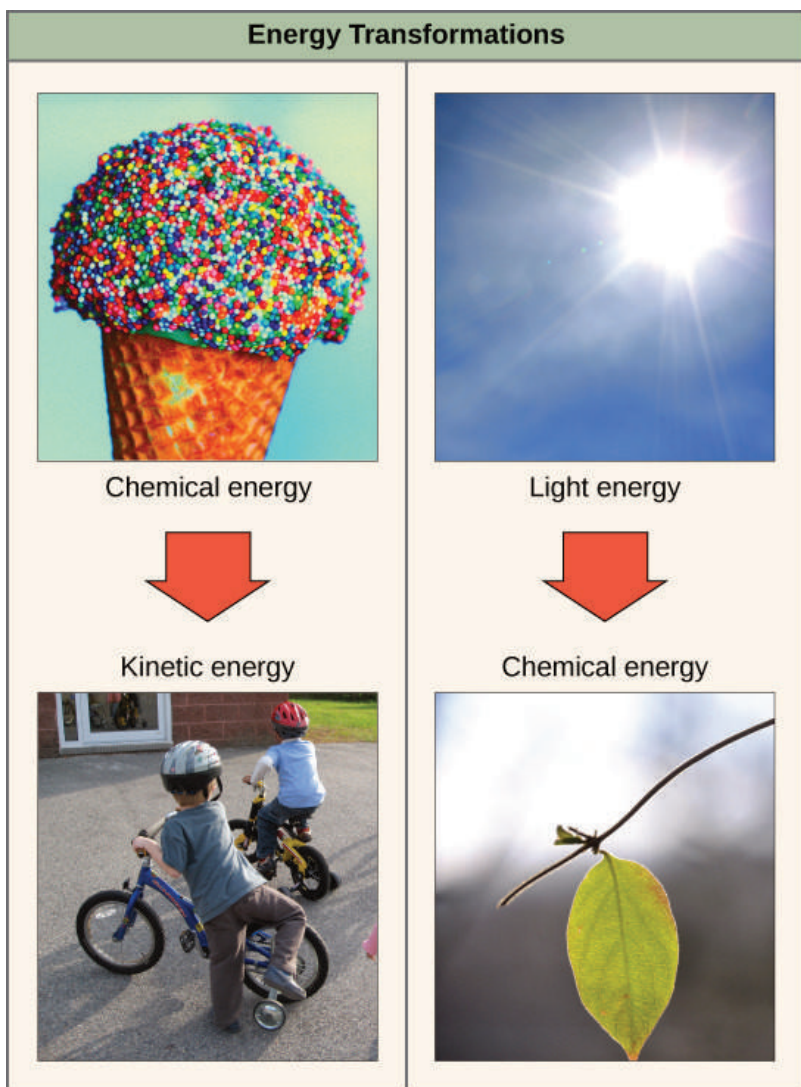 Energy Transformations
Chemical energy
Kinetic energy
Light energy
Chemical energy